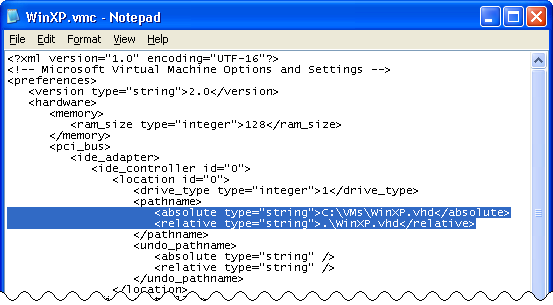 WinXP.vmc - Notepad
File Edit Format View Help
<?xml version="1.0" encoding="UTF-16"?>
<!-- Microsoft Virtual Machine Options and Settings -->
<preferences>
<version type="string">2.0</version>
<hardware>
<memory>
<ram_size type="integer">128</ram_size>
</memory>
<pci_bus>
<ide_adapter>
<ide_controller id="0">
<location id="0">
<drive_type type="integer">1</drive_type>
<pathname>
<absolute type="string">C:\VMs\WinXP.vhd</absolute>
<relative type="string">.\WinXP.vhd</relative>
</pathname>
<undo_pathname>
<absolute type="string" />
<relative type="string" />
</undo_pathname>
</location>